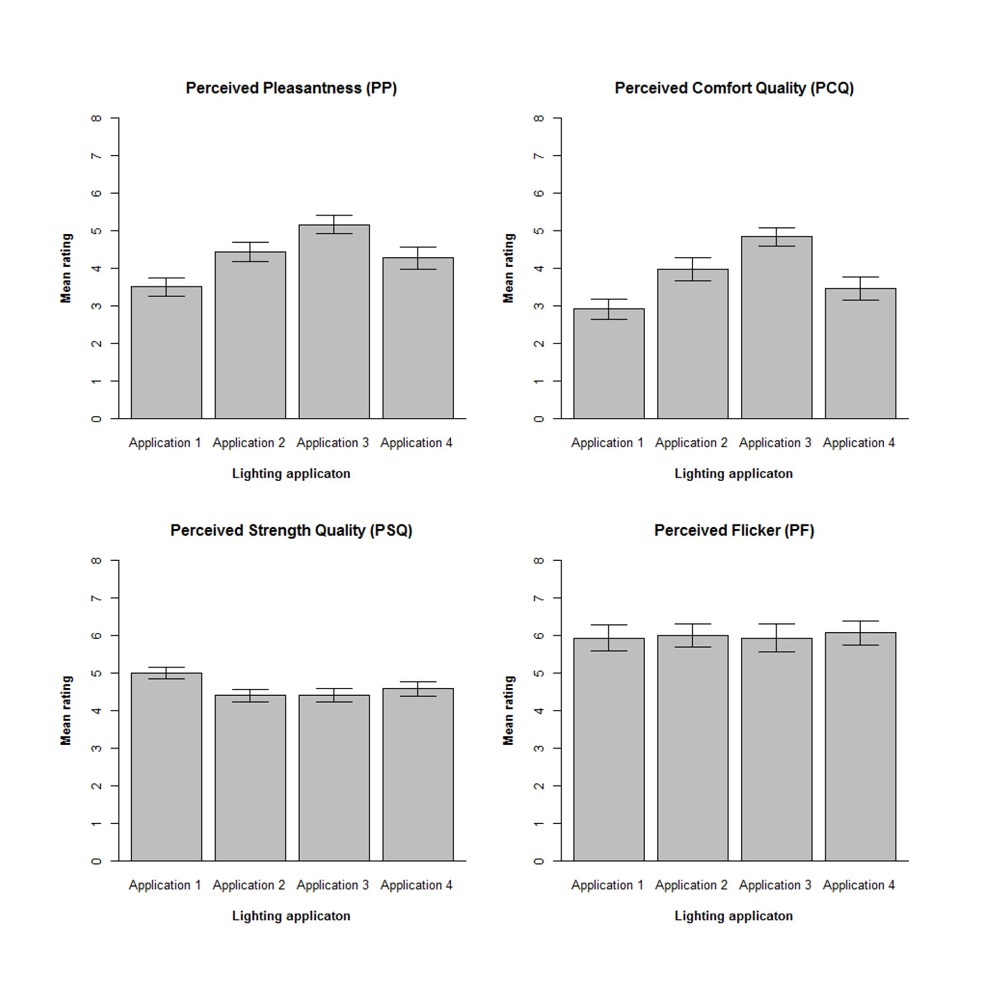 Perceived Pleasantness (PP)
8
7
6
5
4
3
2
1
0
Mean rating
Application 1 Application 2 Application 3 Application 4
Lighting applicaton
Perceived Comfort Quality (PCQ)
8
7
6
5
4
3
2
1
0
Mean rating
Application 1 Application 2 Application 3 Application 4
Lighting applicaton
Perceived Strength Quality (PSQ)
8
7
6
5
4
3
2
1
0
Mean rating
Application 1 Application 2 Application 3 Application 4
Lighting applicaton
Perceived Flicker (PF)
8
7
6
5
4
3
2
1
0
Mean rating
Application 1 Application 2 Application 3 Application 4
Lighting applicaton